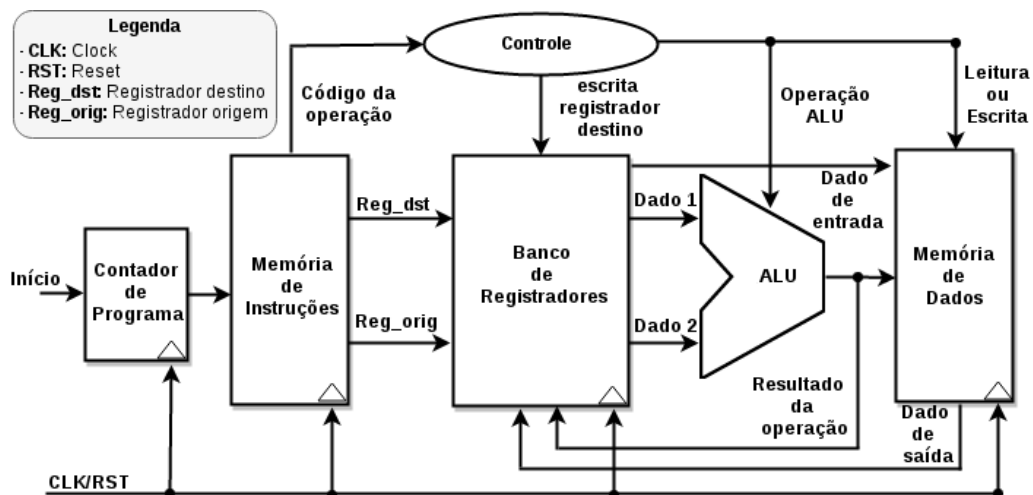 Legenda
- CLK: Clock
- RST: Reset
- Reg_dst: Registrador destino
- Reg_orig: Registrador origem
Controle
Código da
operação
escrita
registrador
destino
Operação
ALU
Leitura
ou
Escrita
Início
Contador
de
Programa
Memória
de
Instruções
Reg_dst
Reg_orig
Banco
de
Registradores
Dado 1
Dado 2
ALU
Dado
de
entrada
Memória
de
Dados
Resultado
da
operação
Dado
de
saída
CLK/RST